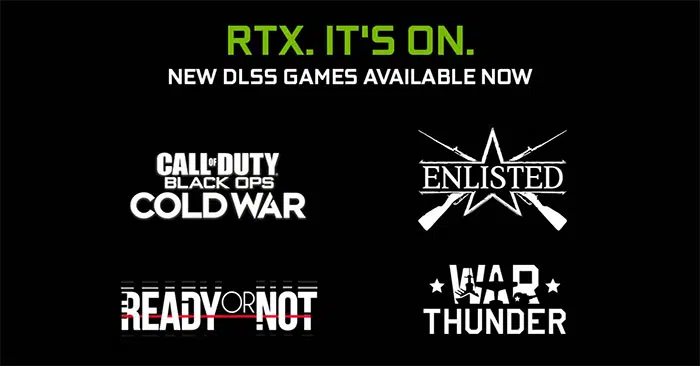 RTX. IT'S ON.
NEW DLSS GAMES AVAILABLE NOW
CALL OF DUTY
BLACK OPS
COLD WAR
ENLISTED
READY OR NOT
WAR
THUNDER